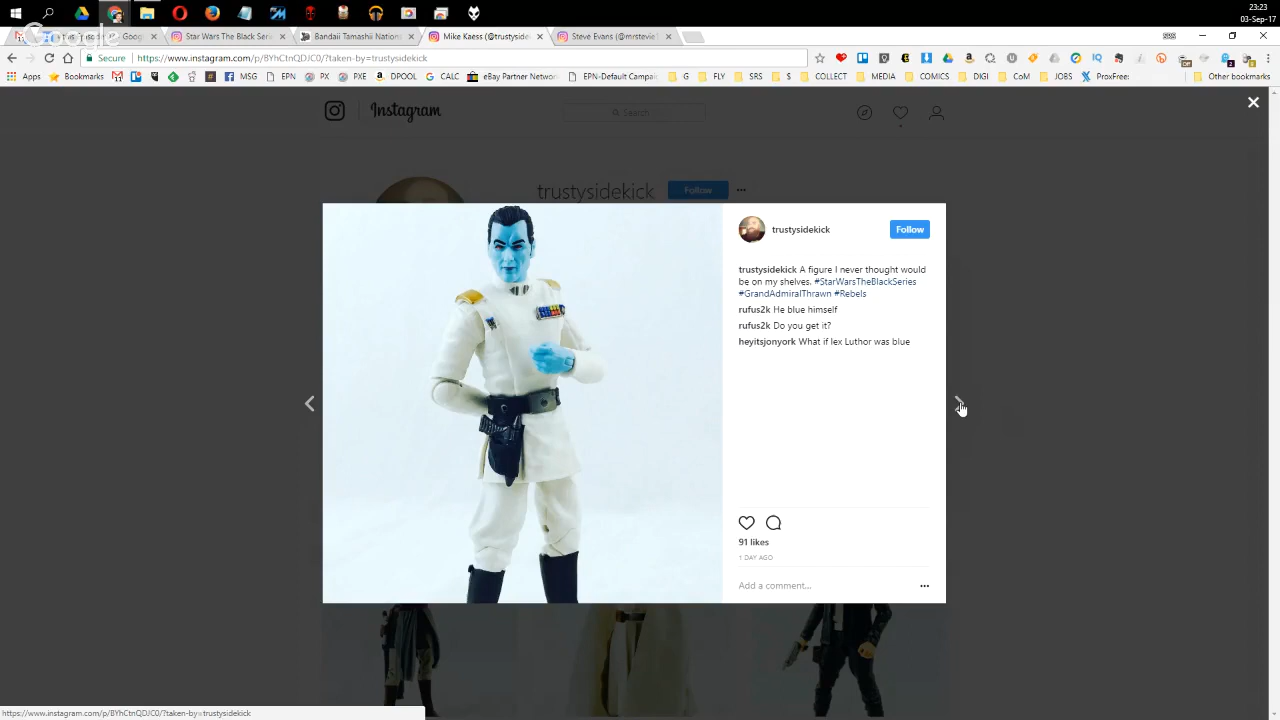 23:23
03-Sep-17
Google
Star Wars The Black Serie
Bandaii Tamashii Nation
Mike Kaess (@trustysidek
Steve Evans (@mrstevie1
Secure
https://www.instagram.com/p/BYhCtnQDJC0/?taken-by=trustysidekick
Apps Bookmarks MSG EPN PX PXE DPOOL CALC eBay Partner Network EPN-Default Campai G FLY SRS $ COLLECT MEDIA COMICS DIGI CoM JOBS ProxFree: Other bookmarks
Instagram
Search
trustysidekick Follow
trustysidekick Follow
trustysidekick A figure I never thought would
be on my shelves. #StarWarsTheBlackSeries
#GrandAdmiralThrawn #Rebels
rufus2k He blue himself
rufus2k Do you get it?
heyitsjonyork What if lex Luthor was blue
91 likes
1 DAY AGO
Add a comment...
https://www.instagram.com/p/BYhCtnQDJC0/?taken-by=trustysidekick